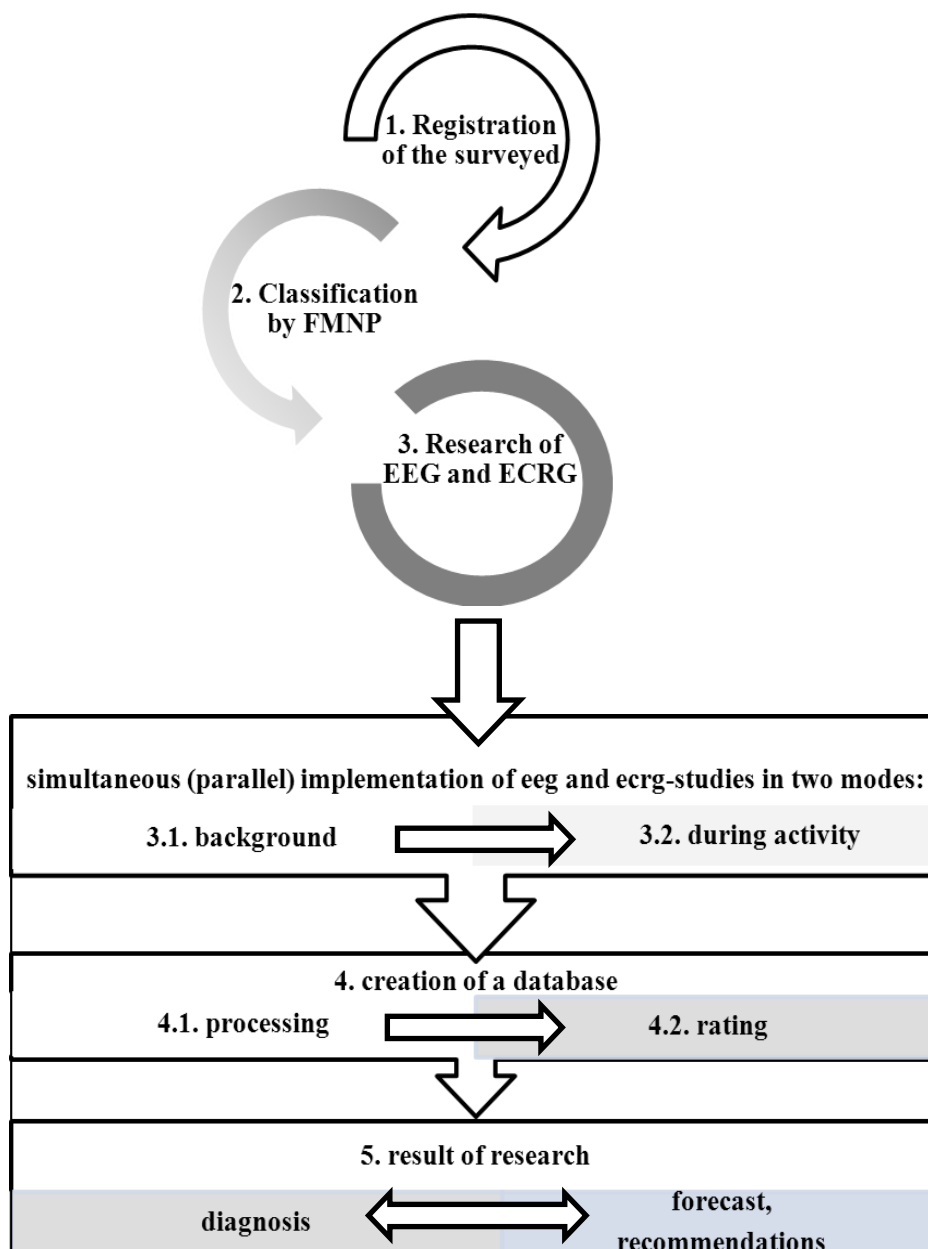 1. Registration
of the surveyed
2. Classification
by FMNP
3. Research of
EEG and ECRG
simultaneous (parallel) implementation of eeg and ecrg-studies in two modes:
3.1. background
3.2. during activity
4. creation of a database
4.1. processing
4.2. rating
5. result of research
diagnosis
forecast,
recommendations